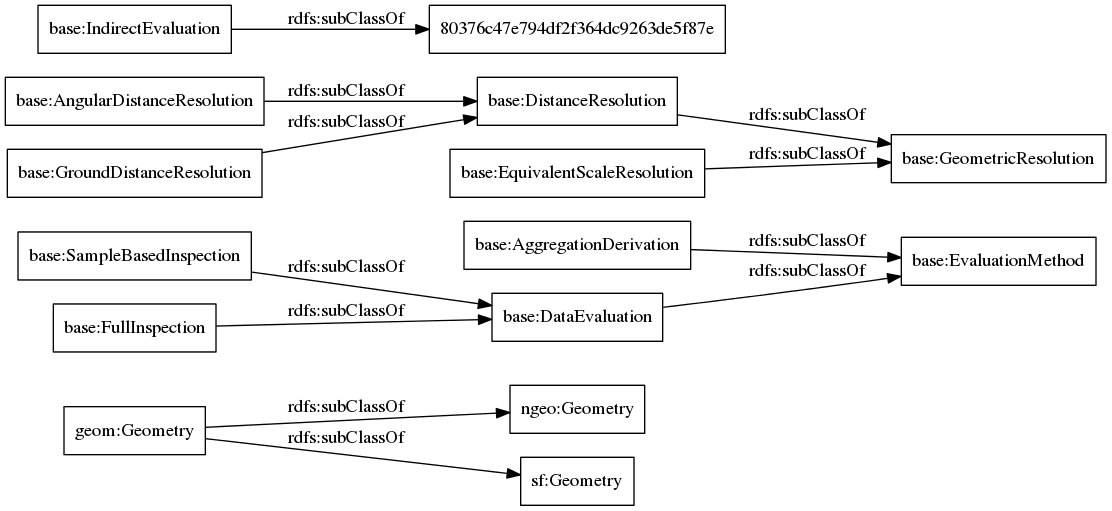 base:IndirectEvaluation
rdfs:subClassOf
80376c47e794df2f364dc9263de5f87e
base:AngularDistanceResolution
rdfs:subClassOf
base:DistanceResolution
rdfs:subClassOf
rdfs:subClassOf
base:GroundDistanceResolution
base:EquivalentScaleResolution
rdfs:subClassOf
base:GeometricResolution
base:SampleBasedInspection
rdfs:subClassOf
base:AggregationDerivation
rdfs:subClassOf
base:EvaluationMethod
rdfs:subClassOf
base:FullInspection
rdfs:subClassOf
base:DataEvaluation
geom:Geometry
rdfs:subClassOf
ngeo:Geometry
rdfs:subClassOf
sf:Geometry